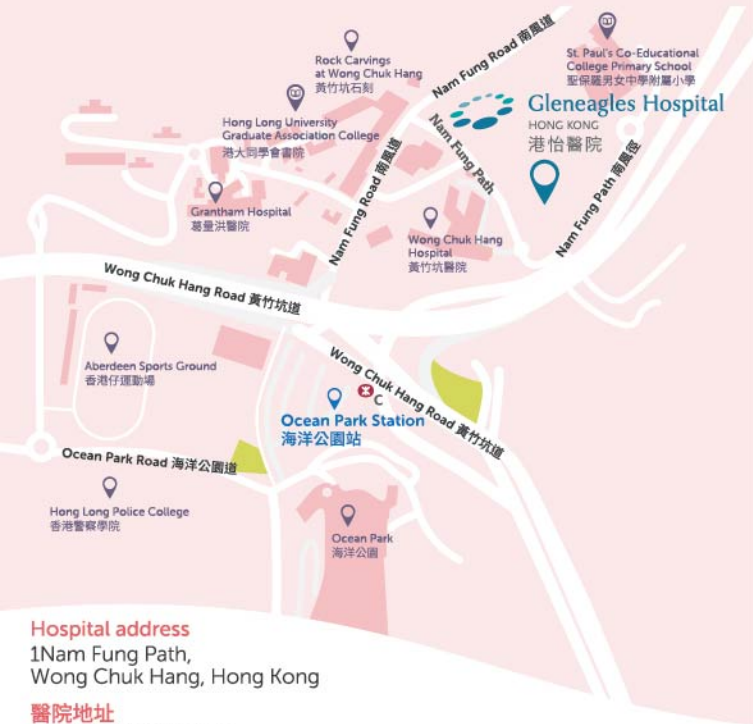 Rock Carvings
at Wong Chuk Hang
黃竹坑石刻
Nam Fung Road 南風道
St. Paul's Co-Educational
College Primary School
聖保羅男女中學附屬小學
Gleneagles Hospital
HONG KONG
港怡醫院
Hong Long University
Graduate Association College
港大同學會書院
Nam Fung Path
Nam Fung Road 南風道
Nam Fung Path 南風徑
Grantham Hospital
葛量洪醫院
Wong Chuk Hang
Hospital
黃竹坑醫院
Wong Chuk Hang Road 黃竹坑道
Aberdeen Sports Ground
香港仔運動場
Wong Chuk Hang Road 黃竹坑道
C
Ocean Park Station
海洋公園站
Ocean Park Road 海洋公園道
Hong Long Police College
香港警察學院
Ocean Park
海洋公園
Hospital address
1Nam Fung Path,
Wong Chuk Hang, Hong Kong
醫院地址